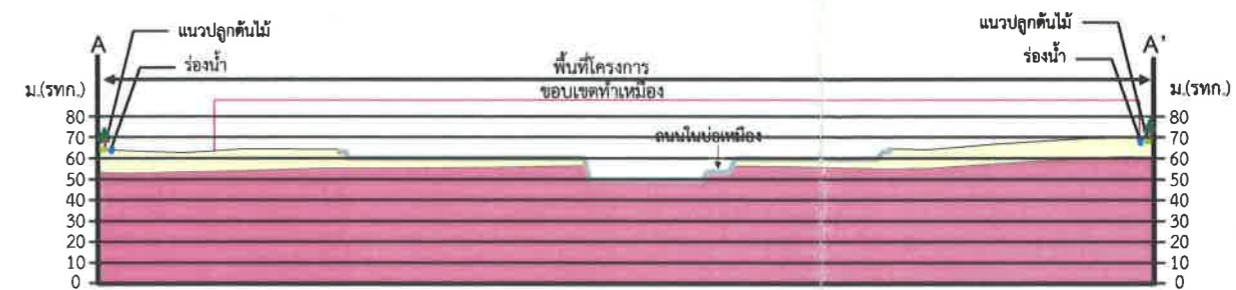 แนวปลูกต้นไม้
แนวปลูกต้นไม้
A
A'
ร่องน้ำ
ร่องน้ำ
พื้นที่โครงการ
ม.(รทก.)
ขอบเขตทำเหมือง
ม.(รทก.)
80
80
70
ถนนในบ่อเหมือง
70
60
60
50
50
40
40
30
30
20
20
10
10
0
0